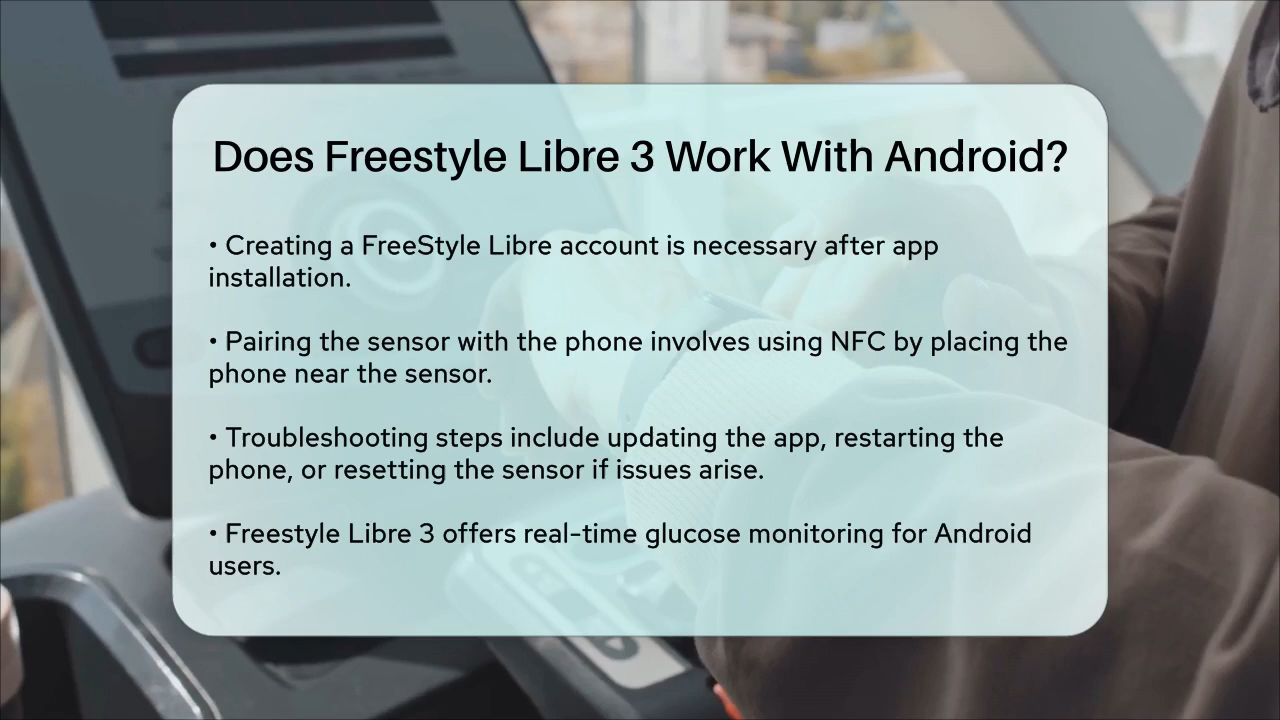 Does Freestyle Libre 3 Work With Android?
• Creating a FreeStyle Libre account is necessary after app
installation.
• Pairing the sensor with the phone involves using NFC by placing the
phone near the sensor.
• Troubleshooting steps include updating the app, restarting the
phone, or resetting the sensor if issues arise.
• Freestyle Libre 3 offers real-time glucose monitoring for Android
users.